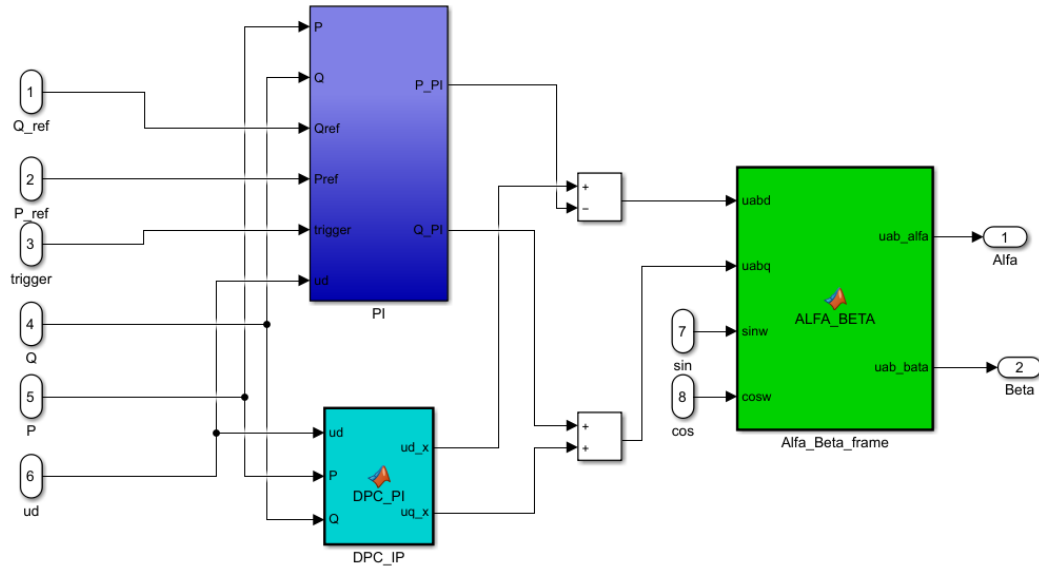 1
Q_ref
2
P_ref
3
trigger
4
Q
5
P
6
ud
P
Q
Qref
Pref
trigger
ud
P_PI
Q_PI
PI
ud
P
Q
DPC_PI
ud_x
uq_x
DPC_IP
+
−
+
+
7
sin
8
cos
uabd
uabq
sinw
cosw
ALFA_BETA
uab_alfa
uab_bata
Alfa_Beta_frame
1
Alfa
2
Beta